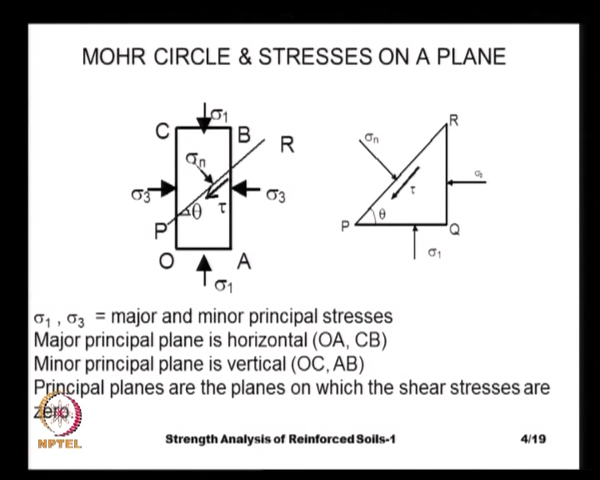 MOHR CIRCLE & STRESSES ON A PLANE
σ1
C
B
R
σn
σ3
σ3
θ
τ
P
O
A
σ1
σn
R
τ
θ
P
Q
σ1
σ1 , σ3 = major and minor principal stresses
Major principal plane is horizontal (OA, CB)
Minor principal plane is vertical (OC, AB)
Principal planes are the planes on which the shear stresses are
zero.
NPTEL
Strength Analysis of Reinforced Soils-1
4/19